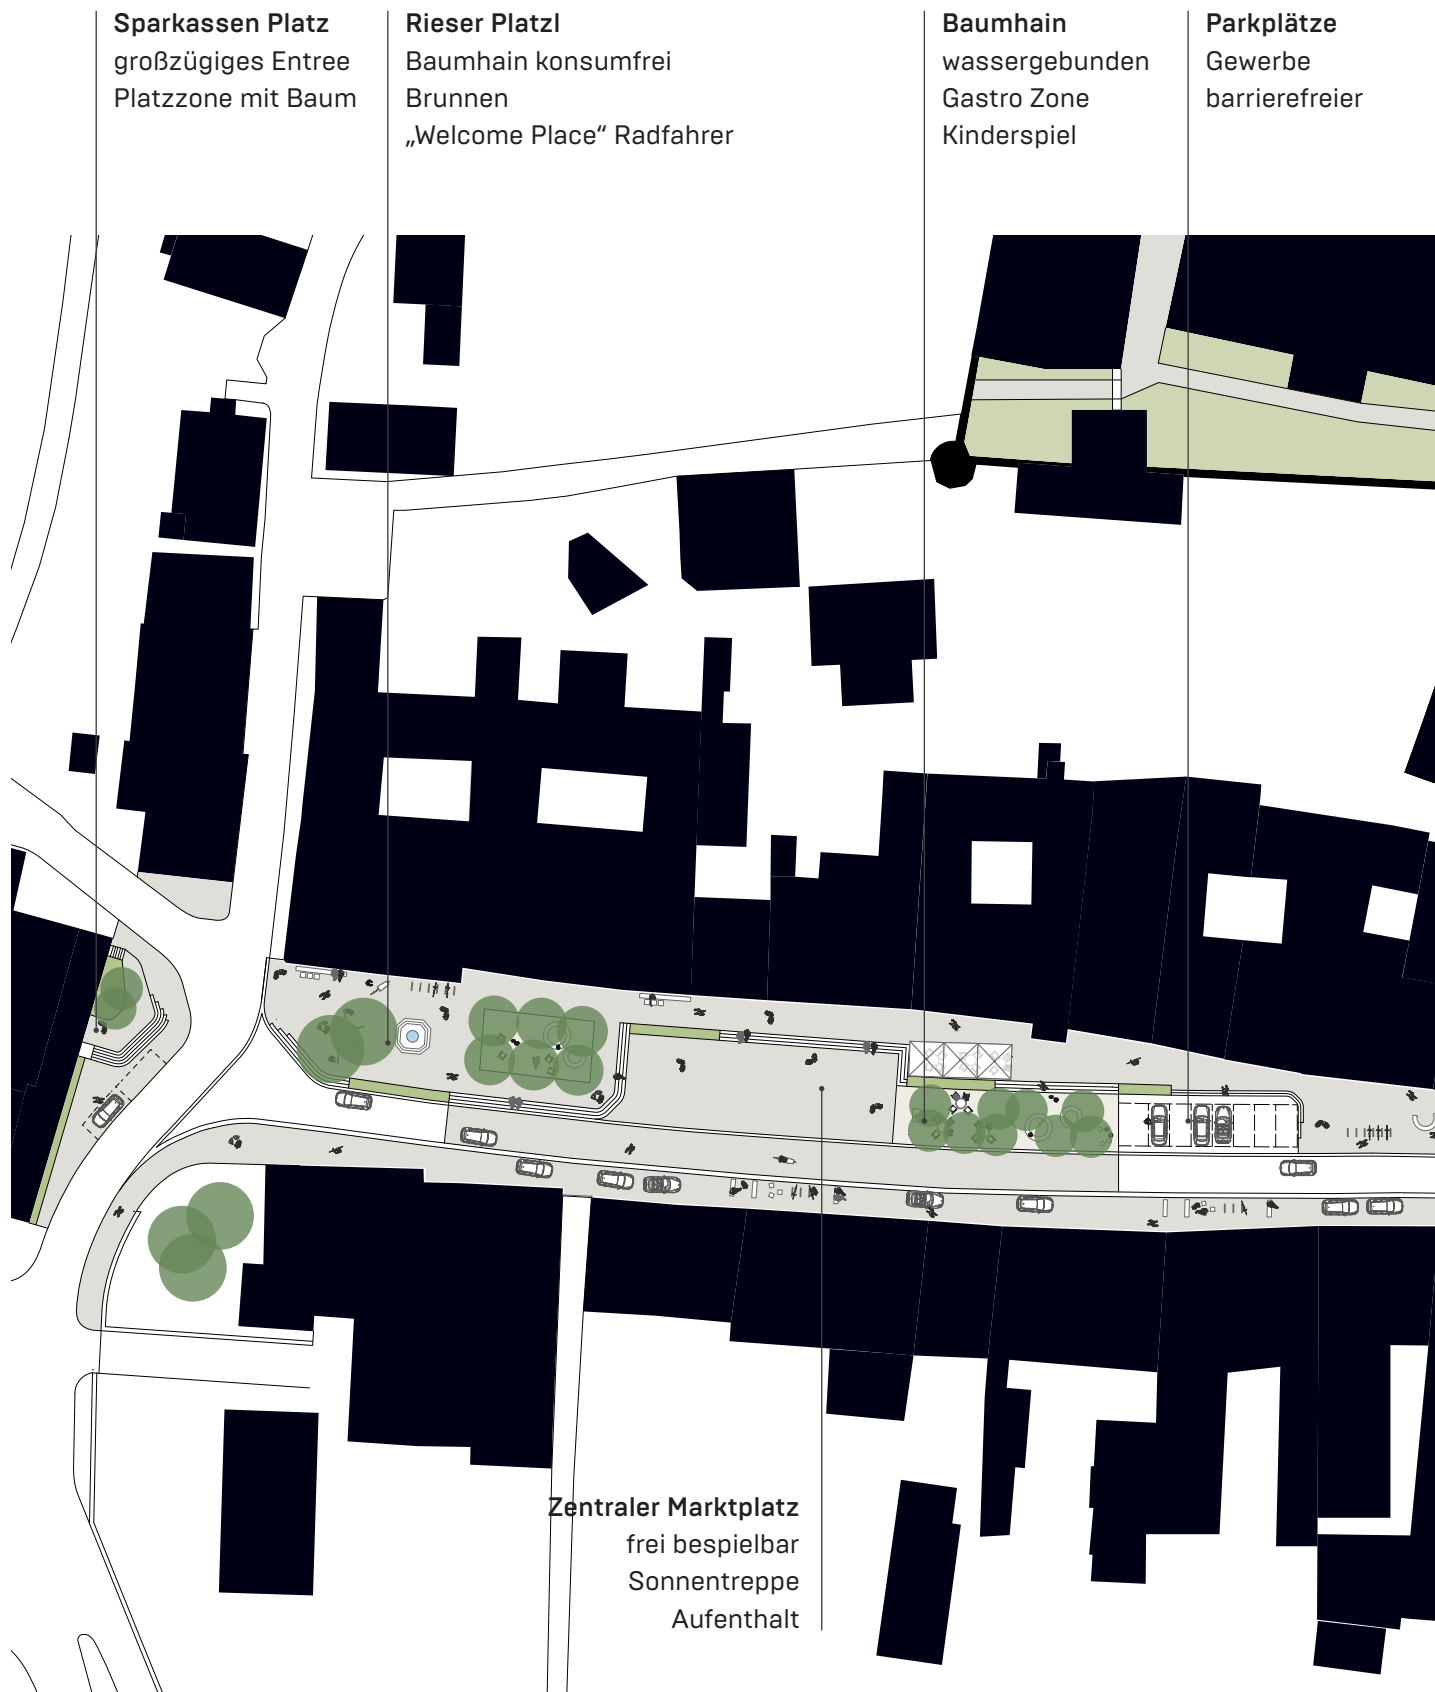 Sparkassen Platz
großzügiges Entree
Platzzone mit Baum
Rieser Platzl
Baumhain konsumfrei
Brunnen
„Welcome Place“ Radfahrer
Baumhain
wassergebunden
Gastro Zone
Kinderspiel
Parkplätze
Gewerbe
barrierefreier
Zentraler Marktplatz
frei bespielbar
Sonnentreppe
Aufenthalt